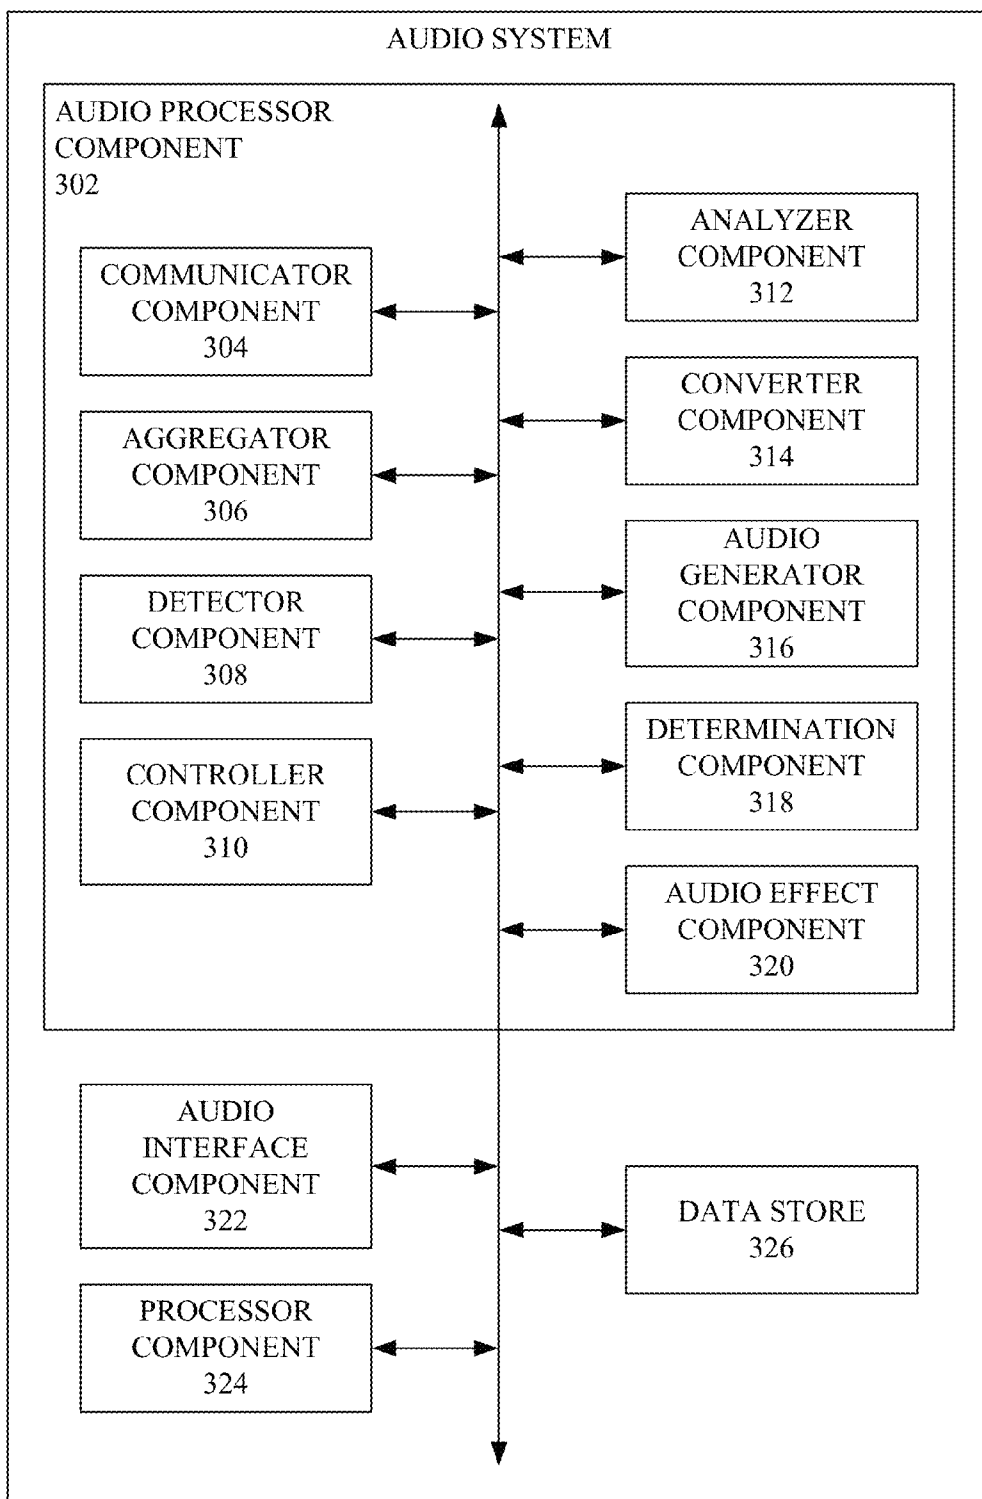 AUDIO SYSTEM
AUDIO PROCESSOR
COMPONENT
302
COMMUNICATOR
COMPONENT
304
AGGREGATOR
COMPONENT
306
DETECTOR
COMPONENT
308
CONTROLLER
COMPONENT
310
ANALYZER
COMPONENT
312
CONVERTER
COMPONENT
314
AUDIO
GENERATOR
COMPONENT
316
DETERMINATION
COMPONENT
318
AUDIO EFFECT
COMPONENT
320
AUDIO
INTERFACE
COMPONENT
322
PROCESSOR
COMPONENT
324
DATA STORE
326